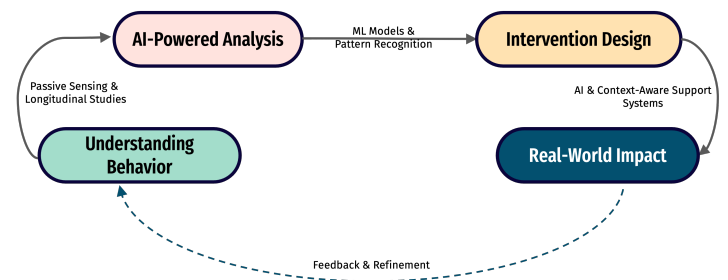 AI-Powered Analysis
ML Models &
Pattern Recognition
Intervention Design
Passive Sensing &
Longitudinal Studies
AI & Context-Aware Support
Systems
Understanding
Behavior
Real-World Impact
Feedback & Refinement